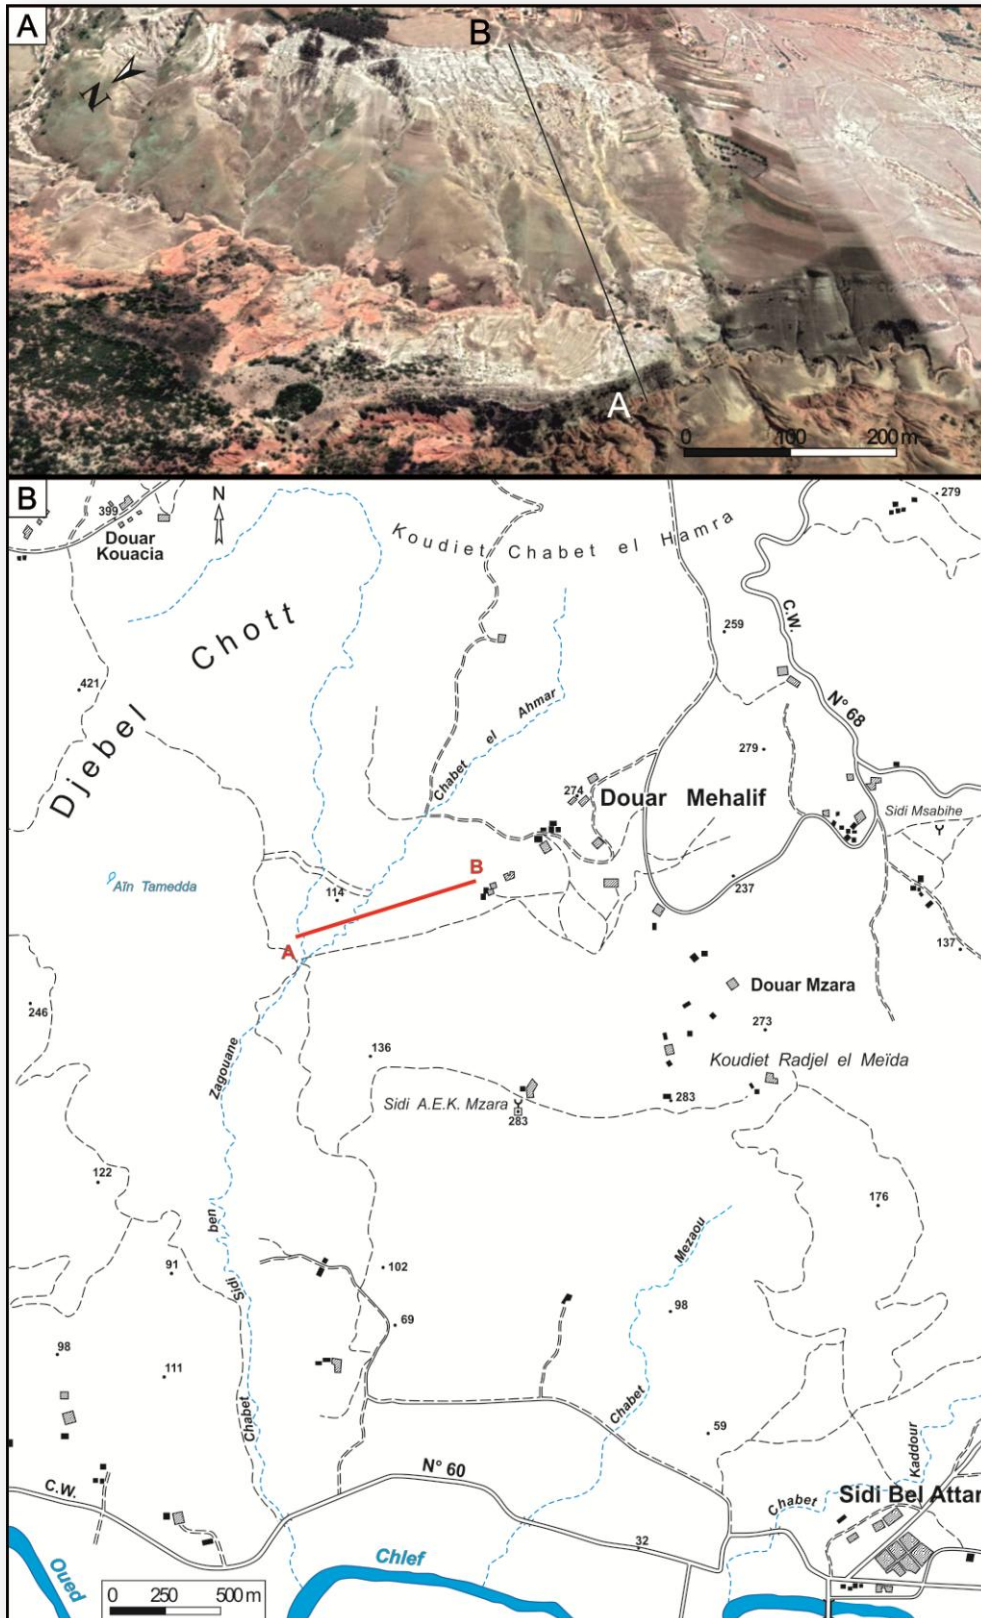 A
N
B
A
0 100 200 m
B
N
399
Douar
Kouacia
Koudiet Chabet el Hamra
279
C.W.
N° 68
Djebel Chott
421
259
Chabet el Ahmar
279
274
Douar Mehalif
Sidi Msabihe
Aïn Tamedda
114
B
A
237
137
246
Douar Mzara
273
Koudiet Radjel el Meïda
136
Sidi A.E.K. Mzara
283
283
122
176
Chabet Sidi ben Zagouane
91
102
Chabet Mezaou
98
69
98
111
59
N° 60
C.W.
Chabet Kaddour
Sidi Bel Attar
32
Oued Chlef
0 250 500 m